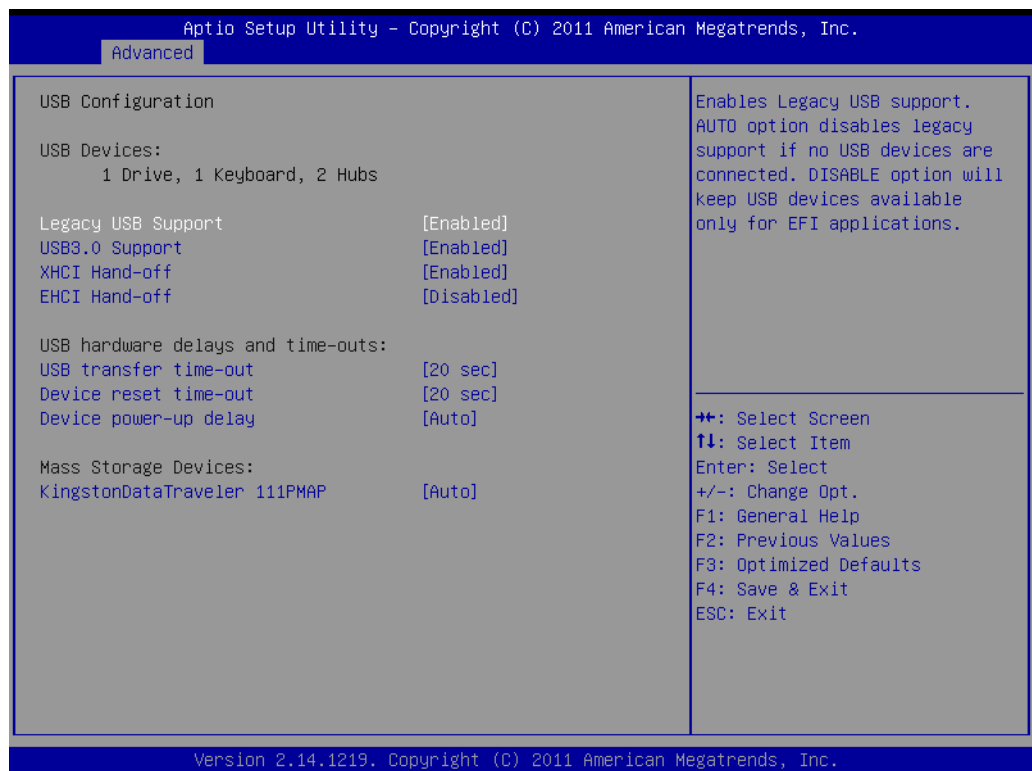 Aptio Setup Utility – Copyright (C) 2011 American Megatrends, Inc.
Advanced
USB Configuration
USB Devices:
1 Drive, 1 Keyboard, 2 Hubs
Legacy USB Support [Enabled]
USB3.0 Support [Enabled]
XHCI Hand-off [Enabled]
EHCI Hand-off [Disabled]
USB hardware delays and time-outs:
USB transfer time-out [20 sec]
Device reset time-out [20 sec]
Device power-up delay [Auto]
Mass Storage Devices:
KingstonDataTraveler 111PMAP [Auto]
Enables Legacy USB support.
AUTO option disables legacy
support if no USB devices are
connected. DISABLE option will
keep USB devices available
only for EFI applications.
→←: Select Screen
↑↓: Select Item
Enter: Select
+/-: Change Opt.
F1: General Help
F2: Previous Values
F3: Optimized Defaults
F4: Save & Exit
ESC: Exit
Version 2.14.1219. Copyright (C) 2011 American Megatrends, Inc.